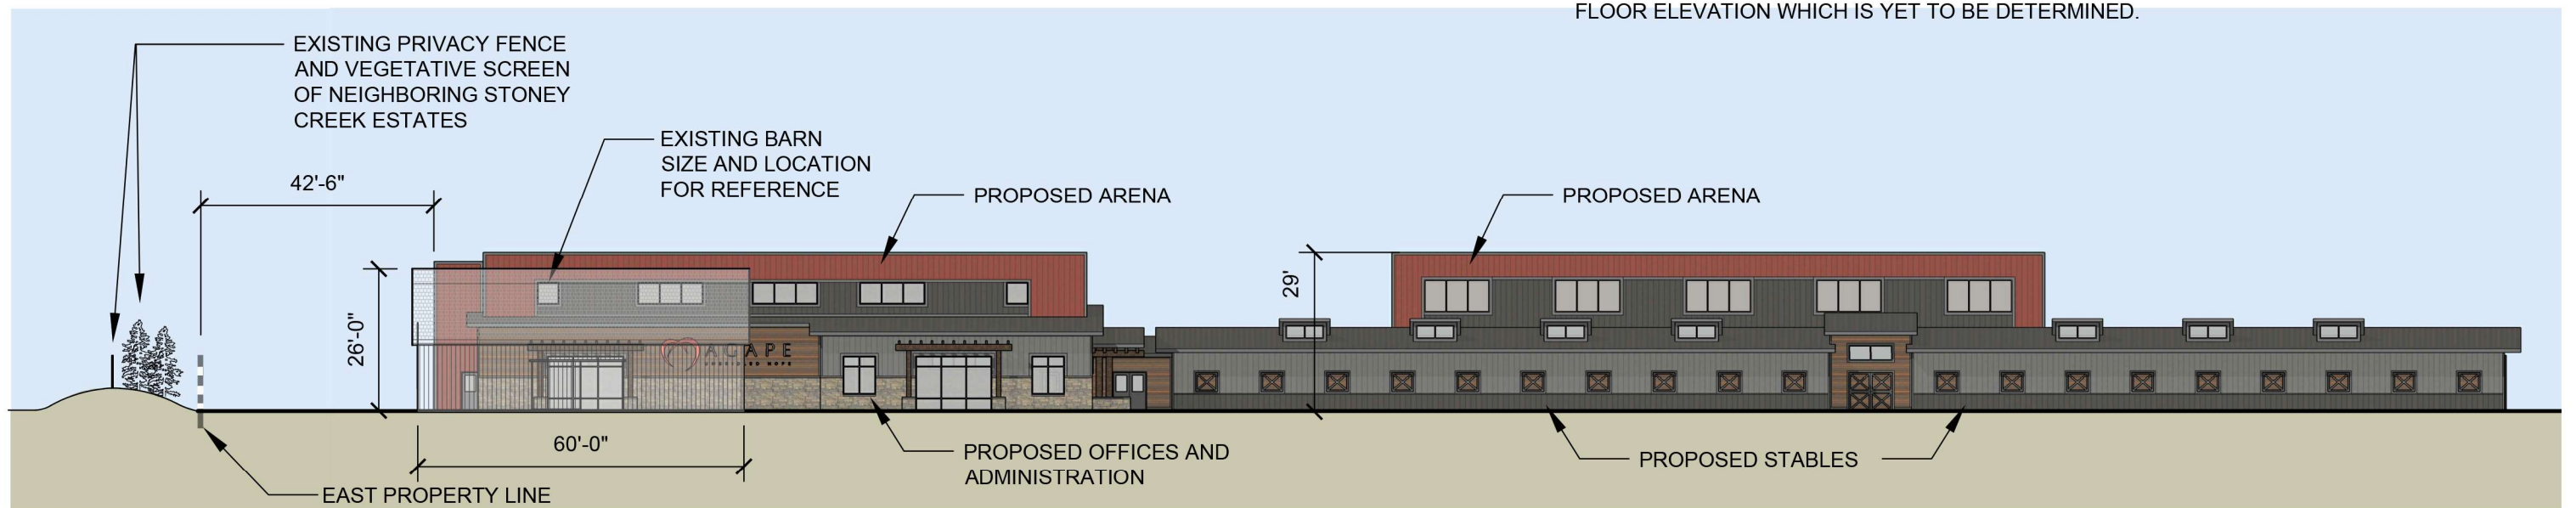 FLOOR ELEVATION WHICH IS YET TO BE DETERMINED.
EXISTING PRIVACY FENCE
AND VEGETATIVE SCREEN
OF NEIGHBORING STONEY
CREEK ESTATES
EXISTING BARN
SIZE AND LOCATION
FOR REFERENCE
42'-6"
PROPOSED ARENA
PROPOSED ARENA
26'-0"
29'
AGAPE
60'-0"
PROPOSED OFFICES AND
ADMINISTRATION
PROPOSED STABLES
EAST PROPERTY LINE